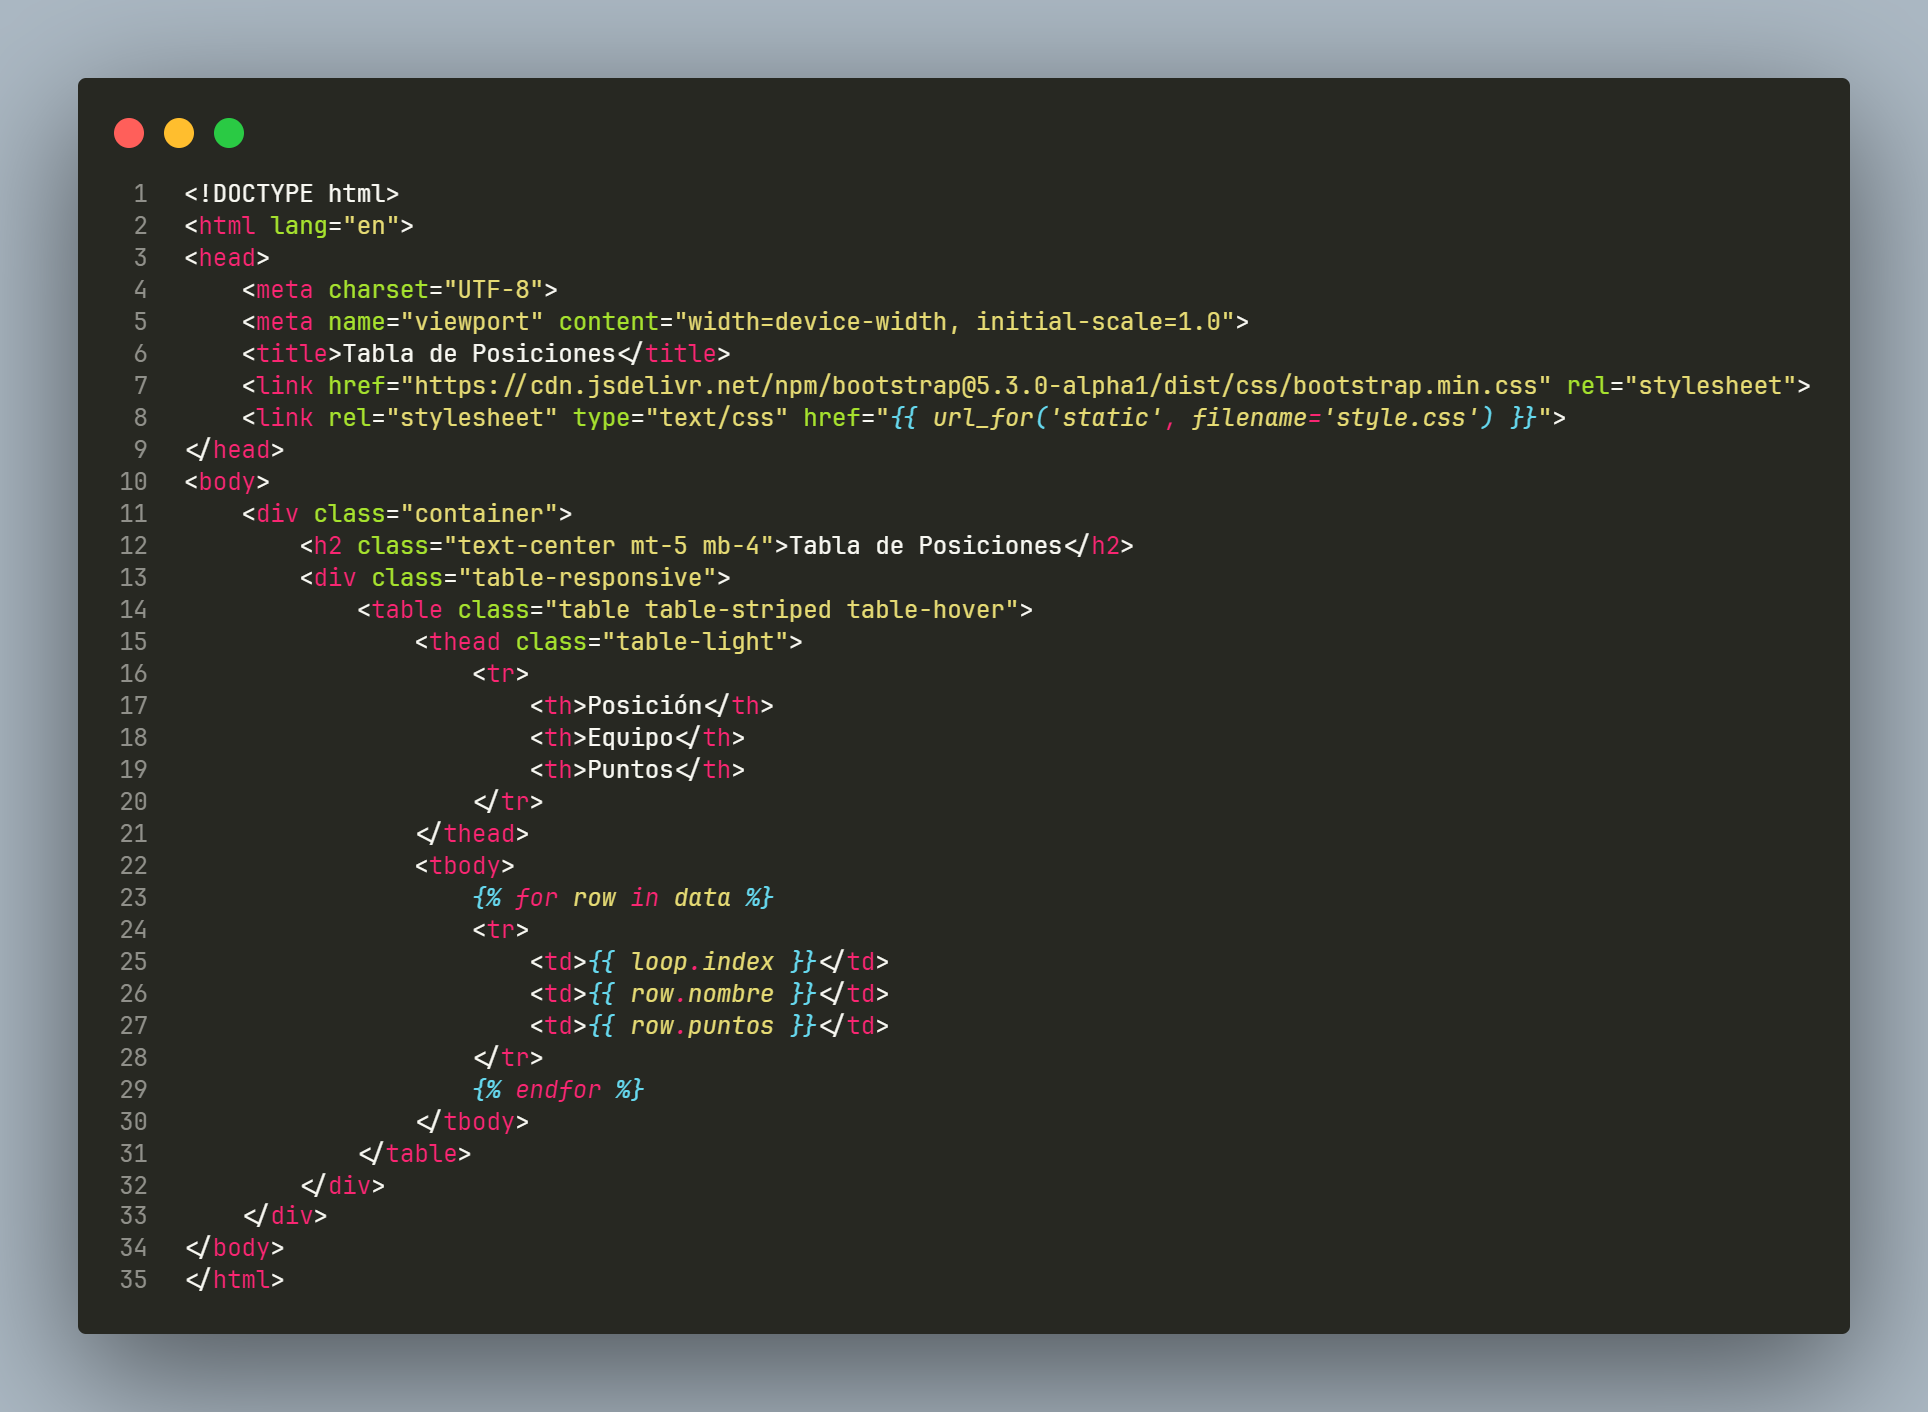 1 <!DOCTYPE html>
2 <html lang="en">
3 <head>
4     <meta charset="UTF-8">
5     <meta name="viewport" content="width=device-width, initial-scale=1.0">
6     <title>Tabla de Posiciones</title>
7     <link href="https://cdn.jsdelivr.net/npm/bootstrap@5.3.0-alpha1/dist/css/bootstrap.min.css" rel="stylesheet">
8     <link rel="stylesheet" type="text/css" href="{{ url_for('static', filename='style.css') }}">
9 </head>
10 <body>
11     <div class="container">
12         <h2 class="text-center mt-5 mb-4">Tabla de Posiciones</h2>
13         <div class="table-responsive">
14             <table class="table table-striped table-hover">
15                 <thead class="table-light">
16                     <tr>
17                         <th>Posición</th>
18                         <th>Equipo</th>
19                         <th>Puntos</th>
20                     </tr>
21                 </thead>
22                 <tbody>
23                     {% for row in data %}
24                     <tr>
25                         <td>{{ loop.index }}</td>
26                         <td>{{ row.nombre }}</td>
27                         <td>{{ row.puntos }}</td>
28                     </tr>
29                     {% endfor %}
30                 </tbody>
31             </table>
32         </div>
33     </div>
34 </body>
35 </html>